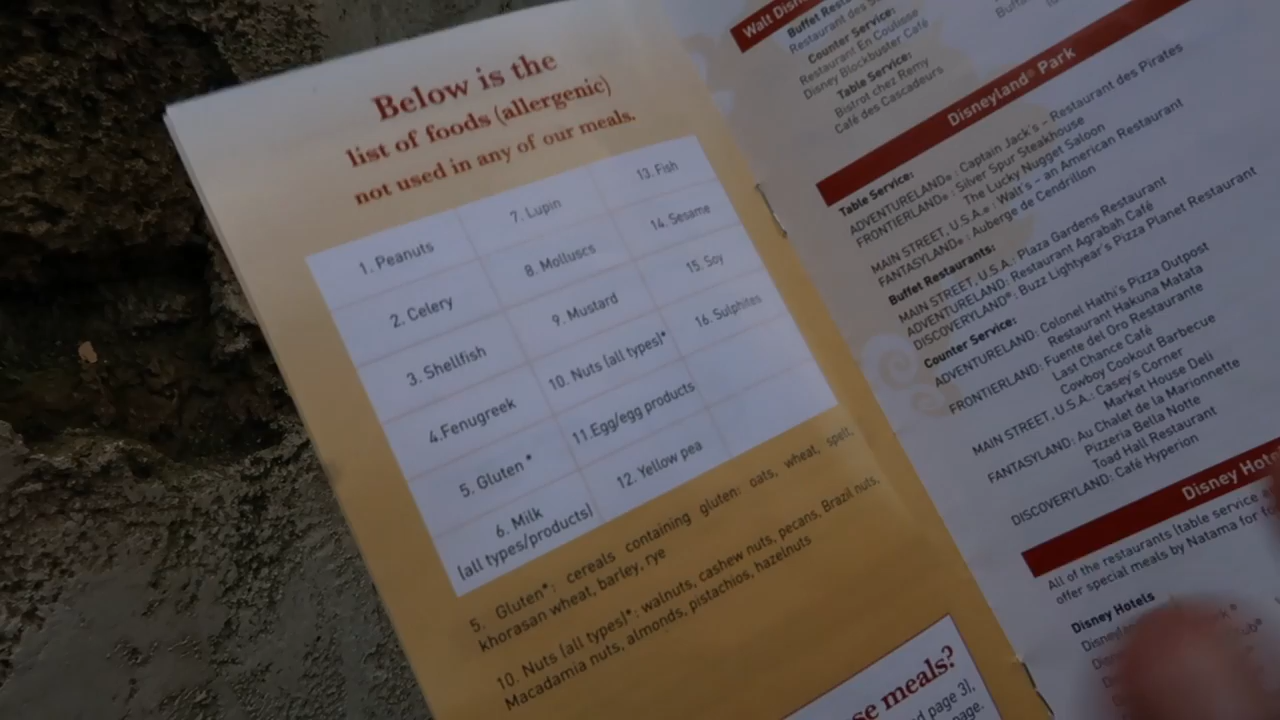 Below is the
list of foods (allergenic)
not used in any of our meals.
1. Peanuts
2. Celery
3. Shellfish
4.Fenugreek
5. Gluten *
6. Milk
(all types/products)
7. Lupin
8. Molluscs
9. Mustard
10. Nuts (all types)*
11.Egg/egg products
12. Yellow pea
13. Fish
14. Sesame
15. Soy
16. Sulphites
5. Gluten*: cereals containing gluten: oats, wheat, spelt,
khorasan wheat, barley, rye
10. Nuts (all types)*: walnuts, cashew nuts, pecans, Brazil nuts,
Macadamia nuts, almonds, pistachios, hazelnuts
se meals?
d page 3),
page.
Walt Disn
Buffet Rest
Restaurant des S
Counter Service:
Restaurant En Coulisse
Disney Blockbuster Café
Table Service:
Bistrot chez Remy
Café des Cascadeurs
Disneyland® Park
Table Service:
ADVENTURELAND® : Captain Jack's - Restaurant des Pirates
FRONTIERLAND® : Silver Spur Steakhouse
The Lucky Nugget Saloon
MAIN STREET, U.S.A.® : Walt's - an American Restaurant
FANTASYLAND® : Auberge de Cendrillon
Buffet Restaurants:
MAIN STREET, U.S.A.: Plaza Gardens Restaurant
ADVENTURELAND: Restaurant Agrabah Café
DISCOVERYLAND®: Buzz Lightyear's Pizza Planet Restaurant
Counter Service:
ADVENTURELAND: Colonel Hathi's Pizza Outpost
Restaurant Hakuna Matata
FRONTIERLAND: Fuente del Oro Restaurante
Last Chance Café
Cowboy Cookout Barbecue
MAIN STREET, U.S.A.: Casey's Corner
Market House Deli
FANTASYLAND: Au Chalet de la Marionnette
Pizzeria Bella Notte
Toad Hall Restaurant
DISCOVERYLAND: Café Hyperion
Disney Hote
All of the restaurants (table service a
offer special meals by Natama for fo
Disney Hotels